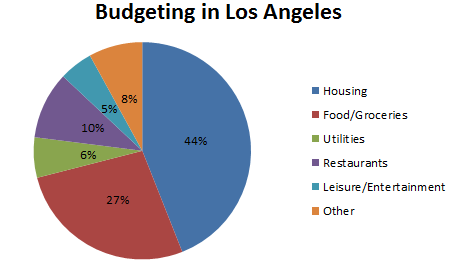 Budgeting in Los Angeles
44%
27%
6%
10%
5%
8%
Housing
Food/Groceries
Utilities
Restaurants
Leisure/Entertainment
Other